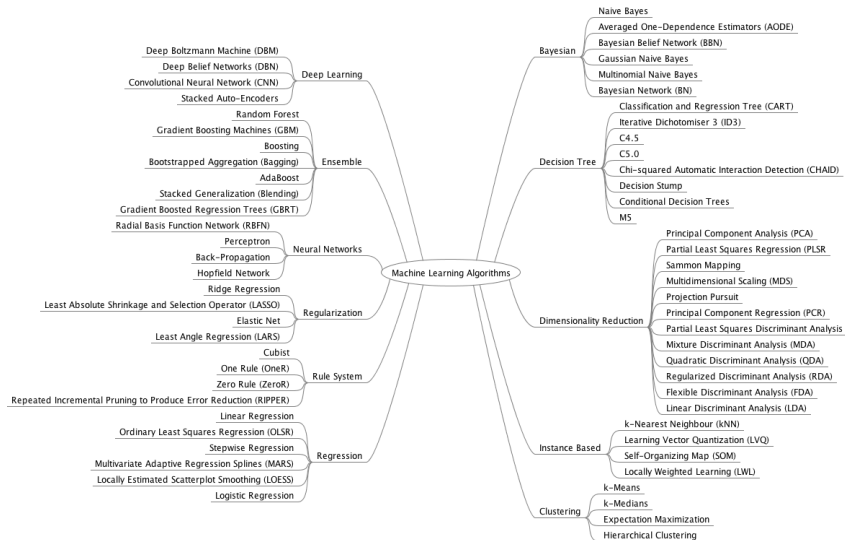 Deep Boltzmann Machine (DBM)
Deep Belief Networks (DBN)
Convolutional Neural Network (CNN)
Stacked Auto-Encoders
Deep Learning
Random Forest
Gradient Boosting Machines (GBM)
Boosting
Bootstrapped Aggregation (Bagging)
AdaBoost
Stacked Generalization (Blending)
Gradient Boosted Regression Trees (GBRT)
Ensemble
Radial Basis Function Network (RBFN)
Perceptron
Back-Propagation
Hopfield Network
Neural Networks
Ridge Regression
Least Absolute Shrinkage and Selection Operator (LASSO)
Elastic Net
Least Angle Regression (LARS)
Regularization
Cubist
One Rule (OneR)
Zero Rule (ZeroR)
Repeated Incremental Pruning to Produce Error Reduction (RIPPER)
Rule System
Linear Regression
Ordinary Least Squares Regression (OLSR)
Stepwise Regression
Multivariate Adaptive Regression Splines (MARS)
Locally Estimated Scatterplot Smoothing (LOESS)
Logistic Regression
Regression
Machine Learning Algorithms
Bayesian
Naive Bayes
Averaged One-Dependence Estimators (AODE)
Bayesian Belief Network (BBN)
Gaussian Naive Bayes
Multinomial Naive Bayes
Bayesian Network (BN)
Decision Tree
Classification and Regression Tree (CART)
Iterative Dichotomiser 3 (ID3)
C4.5
C5.0
Chi-squared Automatic Interaction Detection (CHAID)
Decision Stump
Conditional Decision Trees
M5
Dimensionality Reduction
Principal Component Analysis (PCA)
Partial Least Squares Regression (PLSR
Sammon Mapping
Multidimensional Scaling (MDS)
Projection Pursuit
Principal Component Regression (PCR)
Partial Least Squares Discriminant Analysis
Mixture Discriminant Analysis (MDA)
Quadratic Discriminant Analysis (QDA)
Regularized Discriminant Analysis (RDA)
Flexible Discriminant Analysis (FDA)
Linear Discriminant Analysis (LDA)
Instance Based
k-Nearest Neighbour (kNN)
Learning Vector Quantization (LVQ)
Self-Organizing Map (SOM)
Locally Weighted Learning (LWL)
Clustering
k-Means
k-Medians
Expectation Maximization
Hierarchical Clustering